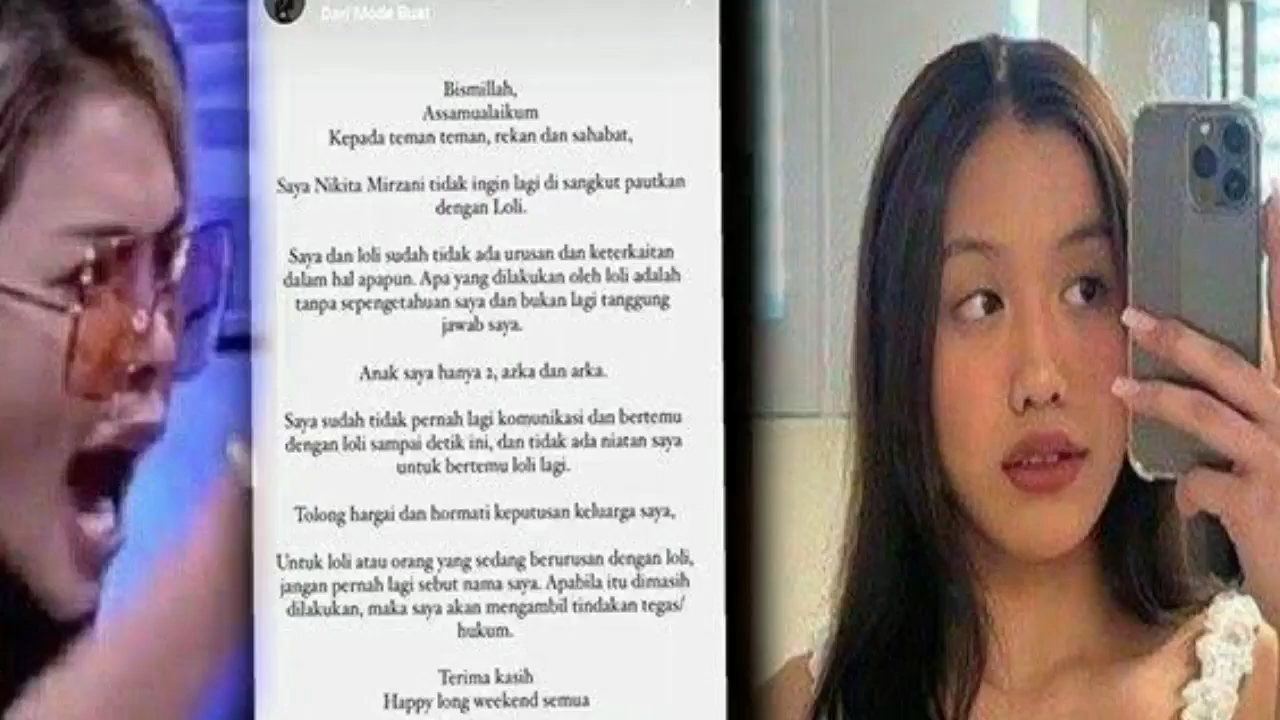 Dari Mode Buat
Bismillah,
Assamualaikum
Kepada teman teman, rekan dan sahabat,
Saya Nikita Mirzani tidak ingin lagi di sangkut pautkan
dengan Loli.
Saya dan loli sudah tidak ada urusan dan keterkaitan
dalam hal apapun. Apa yang dilakukan oleh loli adalah
tanpa sepengetahuan saya dan bukan lagi tanggung
jawab saya.
Anak saya hanya 2, azka dan arka.
Saya sudah tidak pernah lagi komunikasi dan bertemu
dengan loli sampai detik ini, dan tidak ada niatan saya
untuk bertemu loli lagi.
Tolong hargai dan hormati keputusan keluarga saya,
Untuk loli atau orang yang sedang berurusan dengan loli,
jangan pernah lagi sebut nama saya. Apabila itu dimasih
dilakukan, maka saya akan mengambil tindakan tegas/
hukum.
Terima kasih
Happy long weekend semua